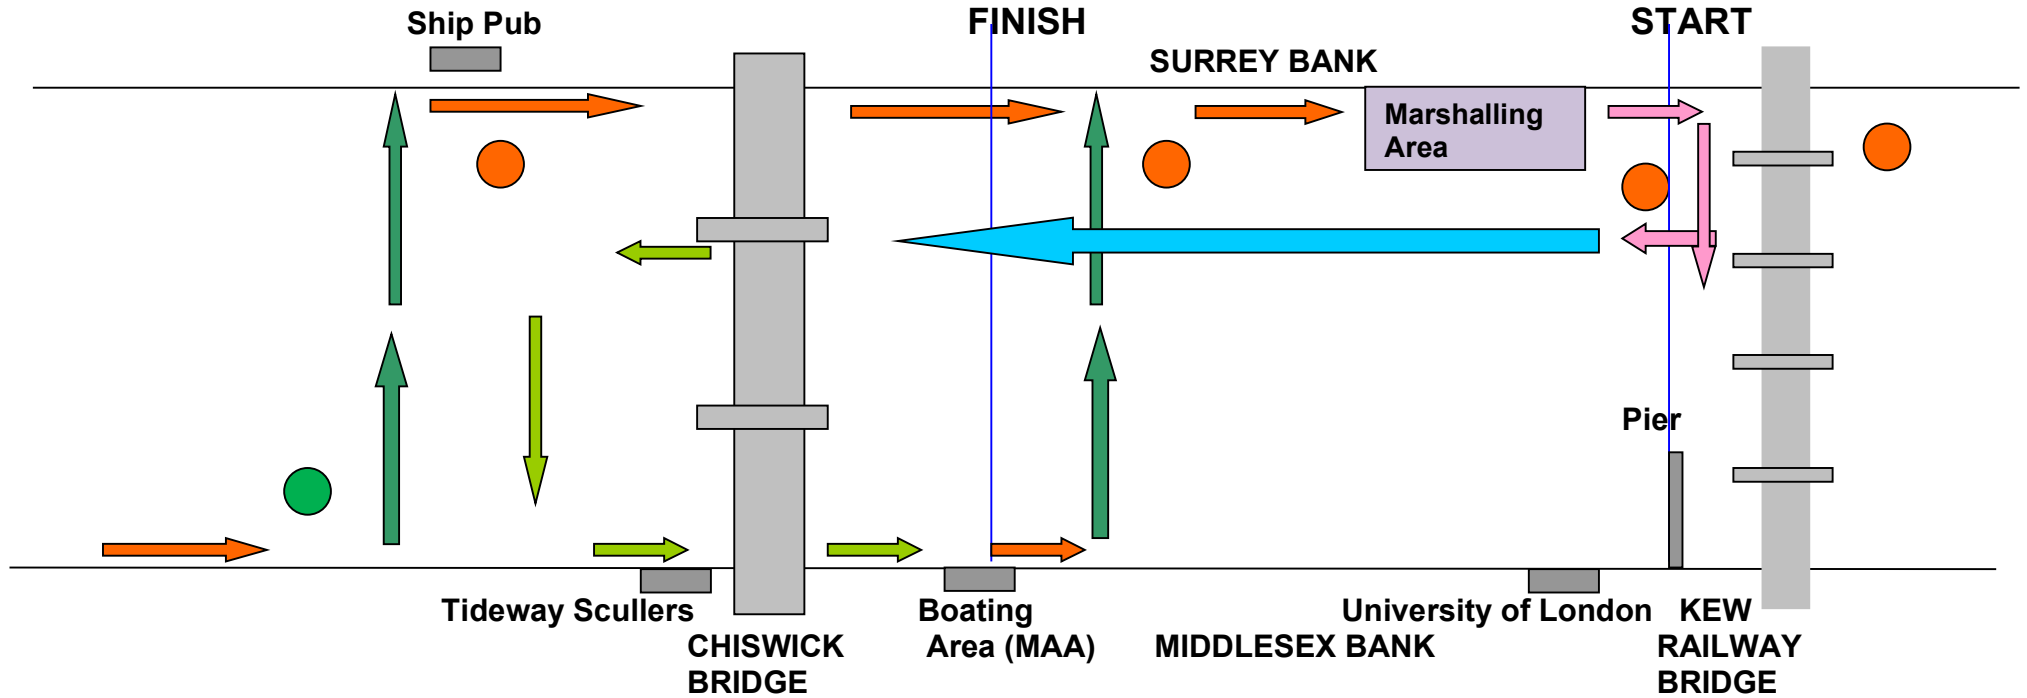 Ship Pub
FINISH
START
SURREY BANK
Marshalling
Area
Pier
Tideway Scullers
Boating
Area (MAA)
University of London
KEW
RAILWAY
BRIDGE
CHISWICK
BRIDGE
MIDDLESEX BANK